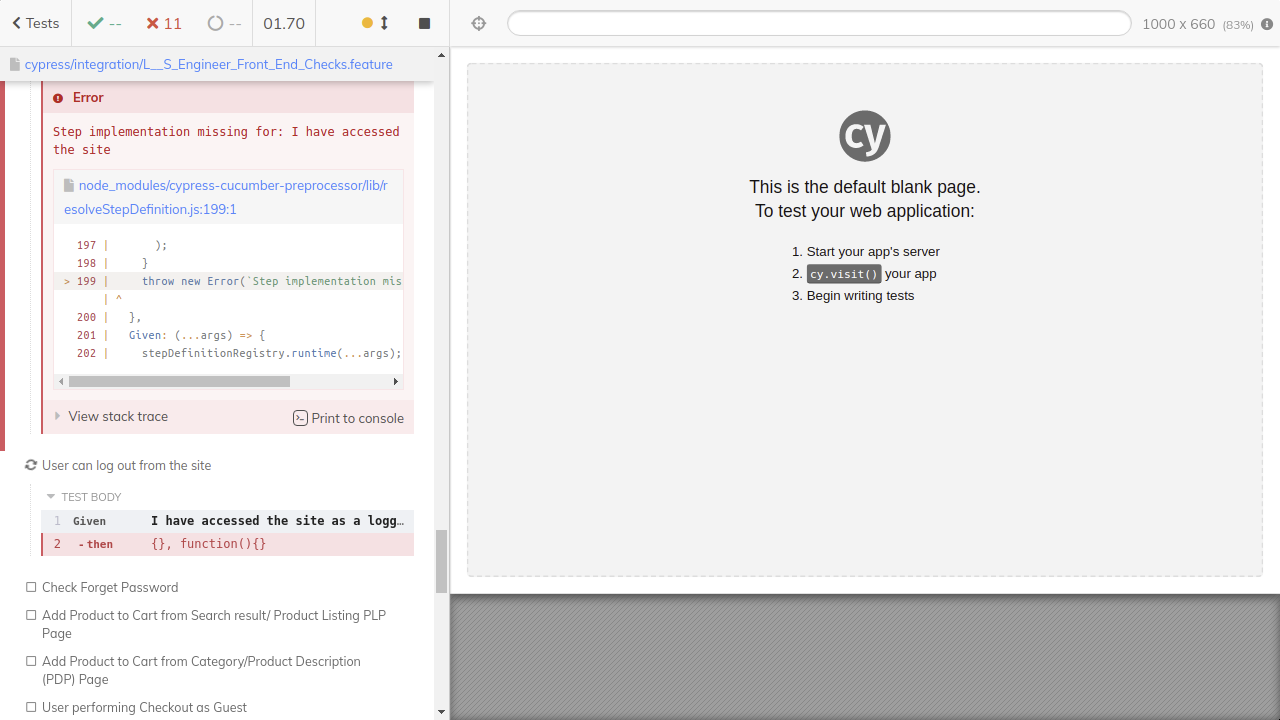 Tests
--
11
--
01.70
1000 x 660 (83%)
cypress/integration/L__S_Engineer_Front_End_Checks.feature
Error
Step implementation missing for: I have accessed
the site
node_modules/cypress-cucumber-preprocessor/lib/r
esolveStepDefinition.js:199:1
197 |       );
198 |     }
> 199 |     throw new Error(`Step implementation mis
| ^
200 |   },
201 |   Given: (...args) => {
202 |     stepDefinitionRegistry.runtime(...args);
View stack trace
Print to console
User can log out from the site
TEST BODY
1 Given I have accessed the site as a logg…
2 -then {}, function(){}
Check Forget Password
Add Product to Cart from Search result/ Product Listing PLP
Page
Add Product to Cart from Category/Product Description
(PDP) Page
User performing Checkout as Guest
cy
This is the default blank page.
To test your web application:
1. Start your app's server
2. cy.visit() your app
3. Begin writing tests